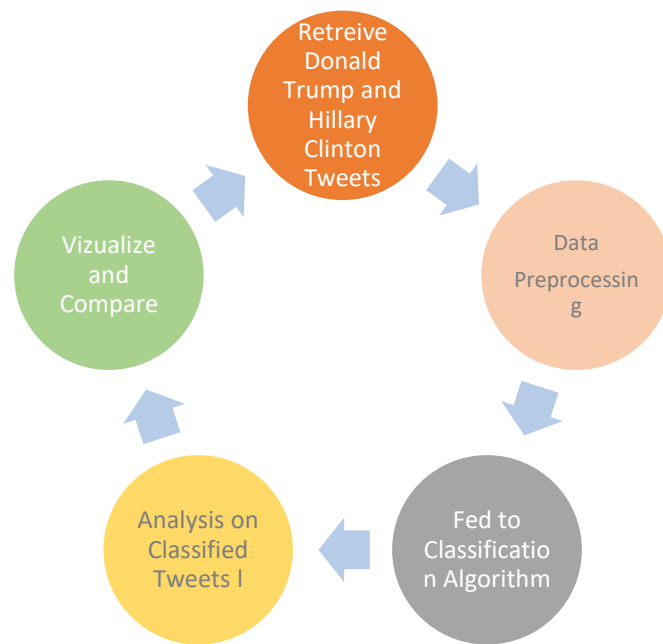 Retreive
Donald
Trump and
Hillary
Clinton
Tweets
Data
Preprocessin
g
Fed to
Classificatio
n Algorithm
Analysis on
Classified
Tweets l
Vizualize
and
Compare